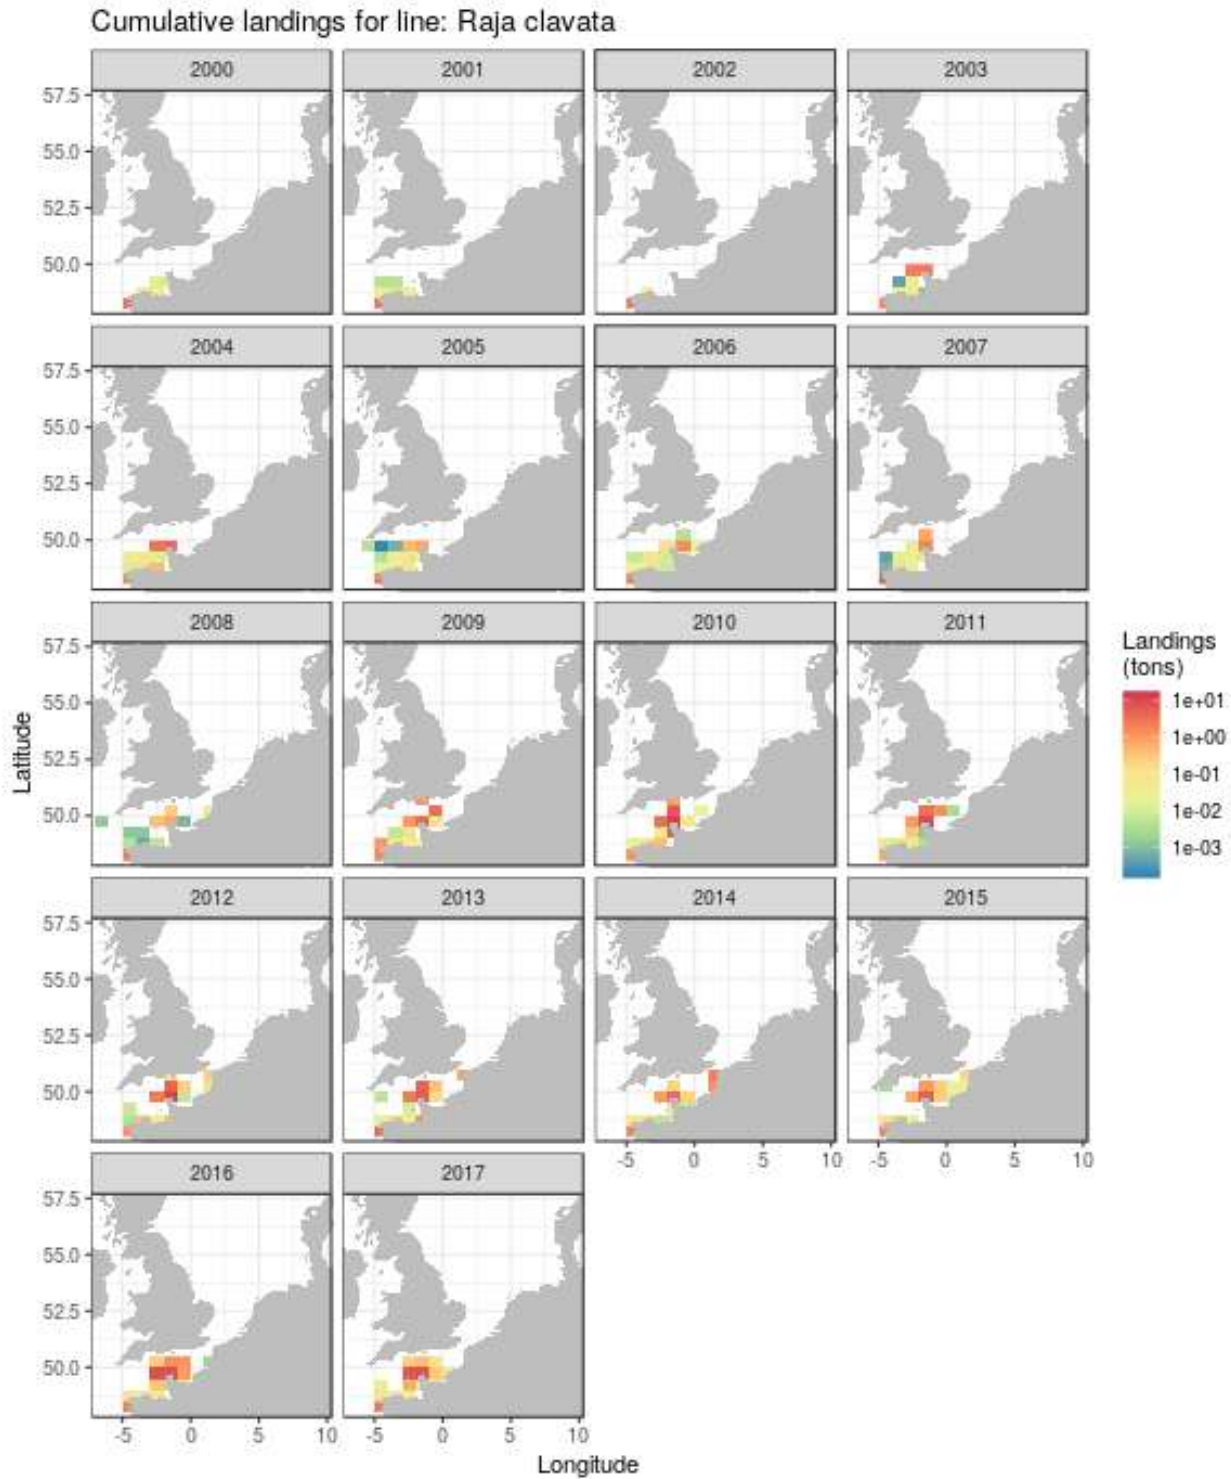 Cumulative landings for line: Raja clavata
2000 2001 2002 2003
57.5
55.0
52.5
50.0
2004 2005 2006 2007
57.5
55.0
52.5
50.0
2008 2009 2010 2011
57.5
55.0
52.5
50.0
Latitude
Landings
(tons)
1e+01
1e+00
1e-01
1e-02
1e-03
2012 2013 2014 2015
57.5
55.0
52.5
50.0
-5 0 5 10 -5 0 5 10
2016 2017
57.5
55.0
52.5
50.0
-5 0 5 10 -5 0 5 10
Longitude